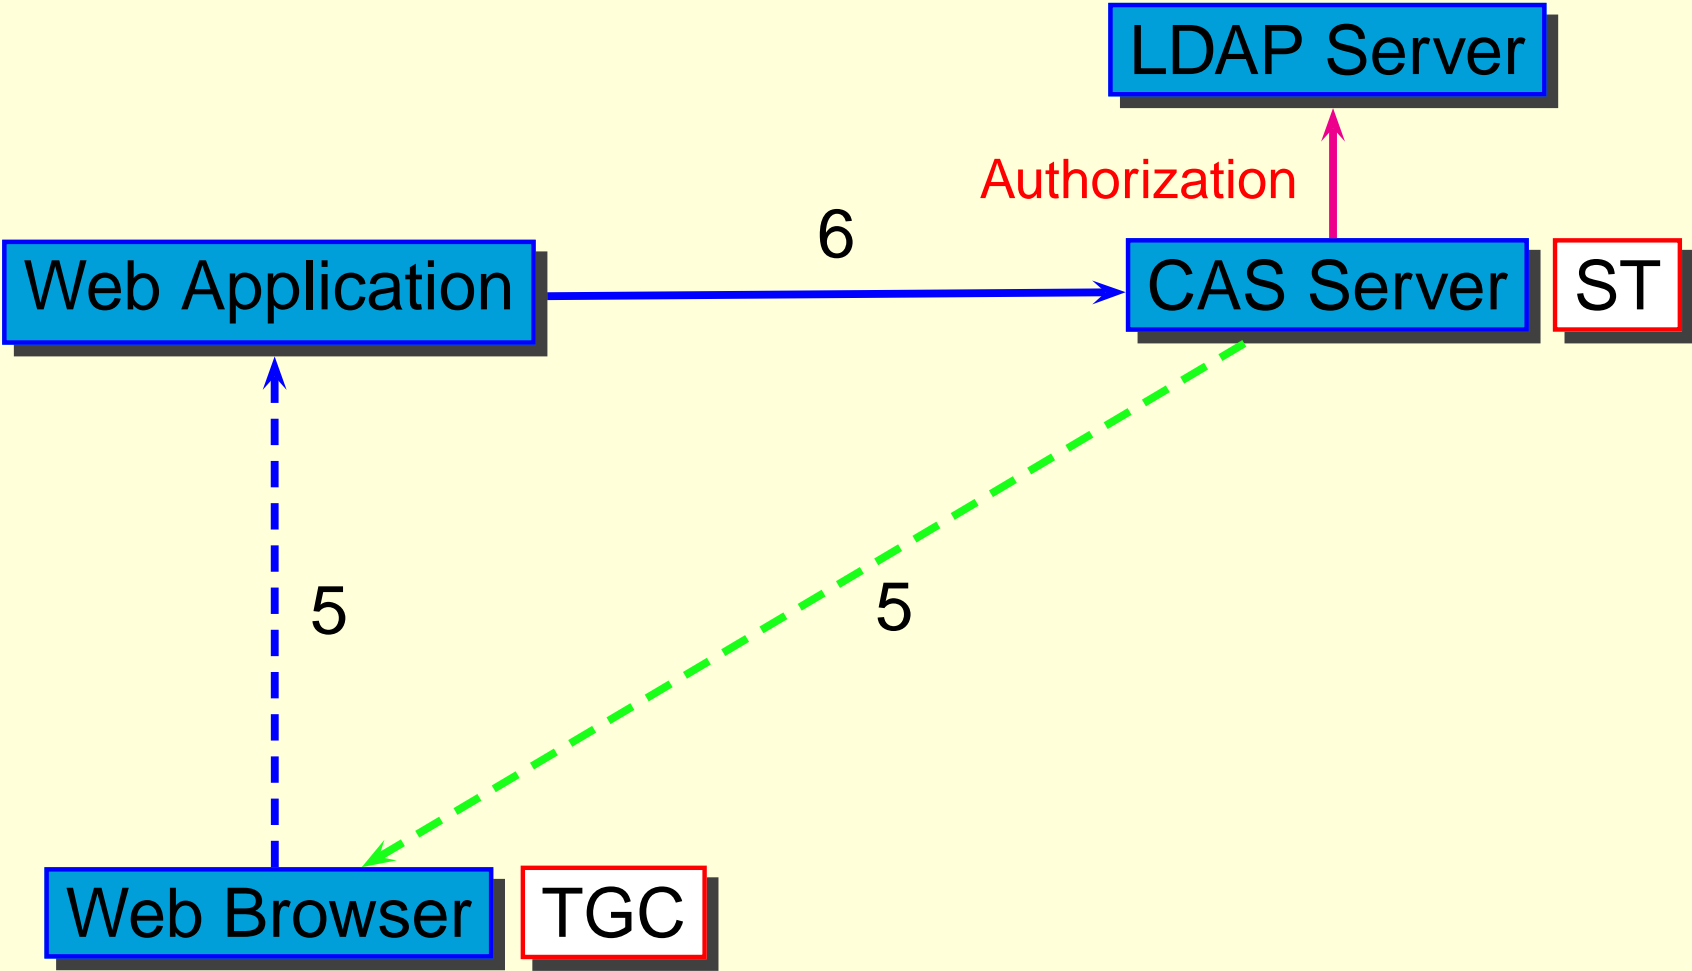 LDAP Server
Authorization
6
Web Application
CAS Server
ST
5
5
Web Browser
TGC